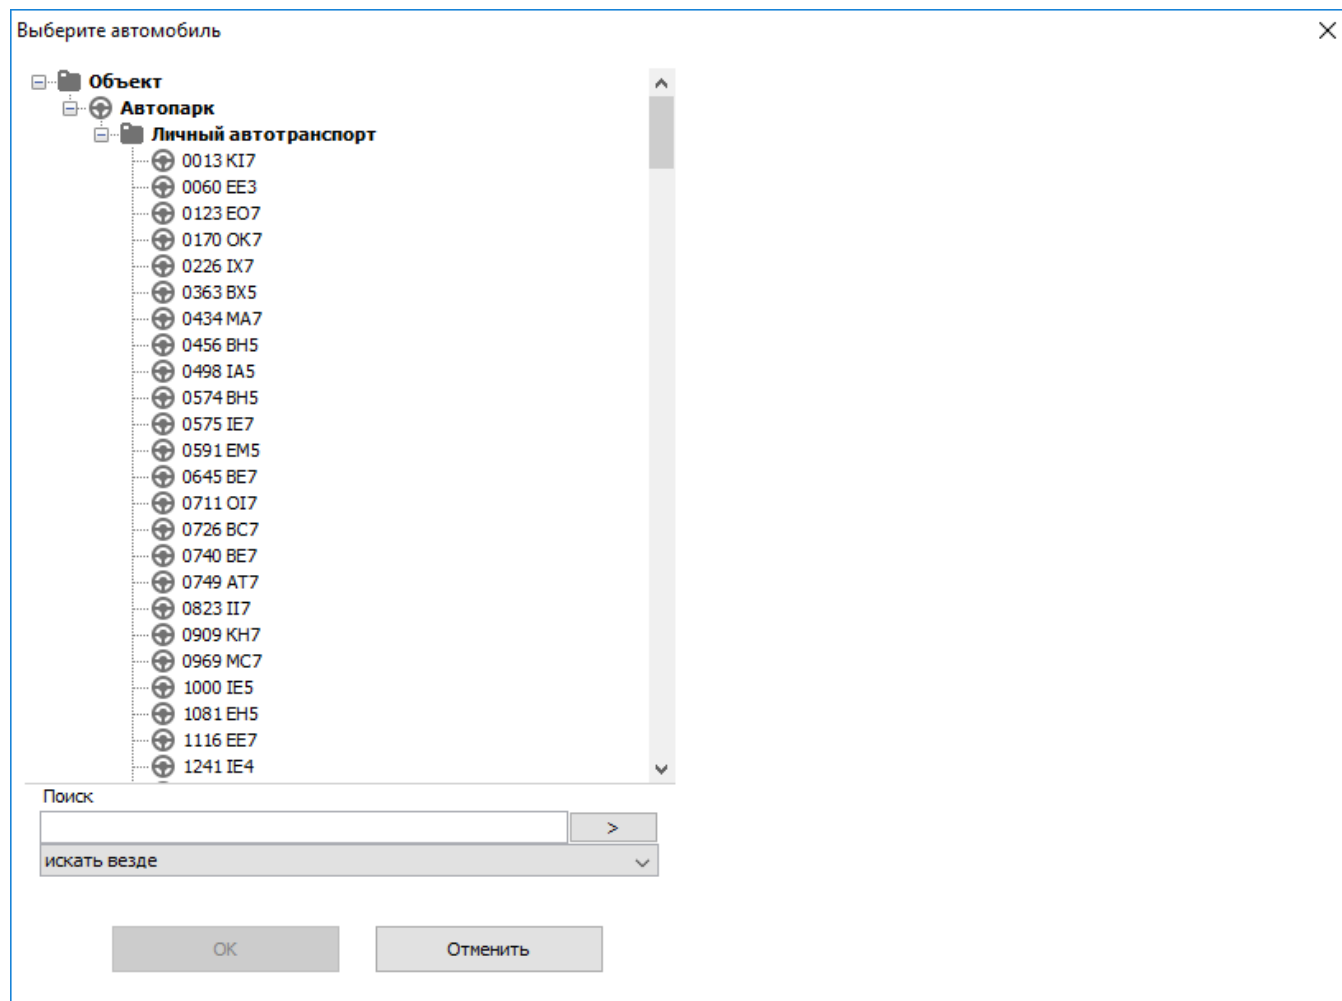 Выберите автомобиль
Объект
Автопарк
Личный автотранспорт
0013 KI7
0060 EE3
0123 EO7
0170 OK7
0226 IX7
0363 BX5
0434 MA7
0456 BH5
0498 IA5
0574 BH5
0575 IE7
0591 EM5
0645 BE7
0711 OI7
0726 BC7
0740 BE7
0749 AT7
0823 II7
0909 KH7
0969 MC7
1000 IE5
1081 EH5
1116 EE7
1241 IE4
Поиск
>
искать везде
OK Отменить